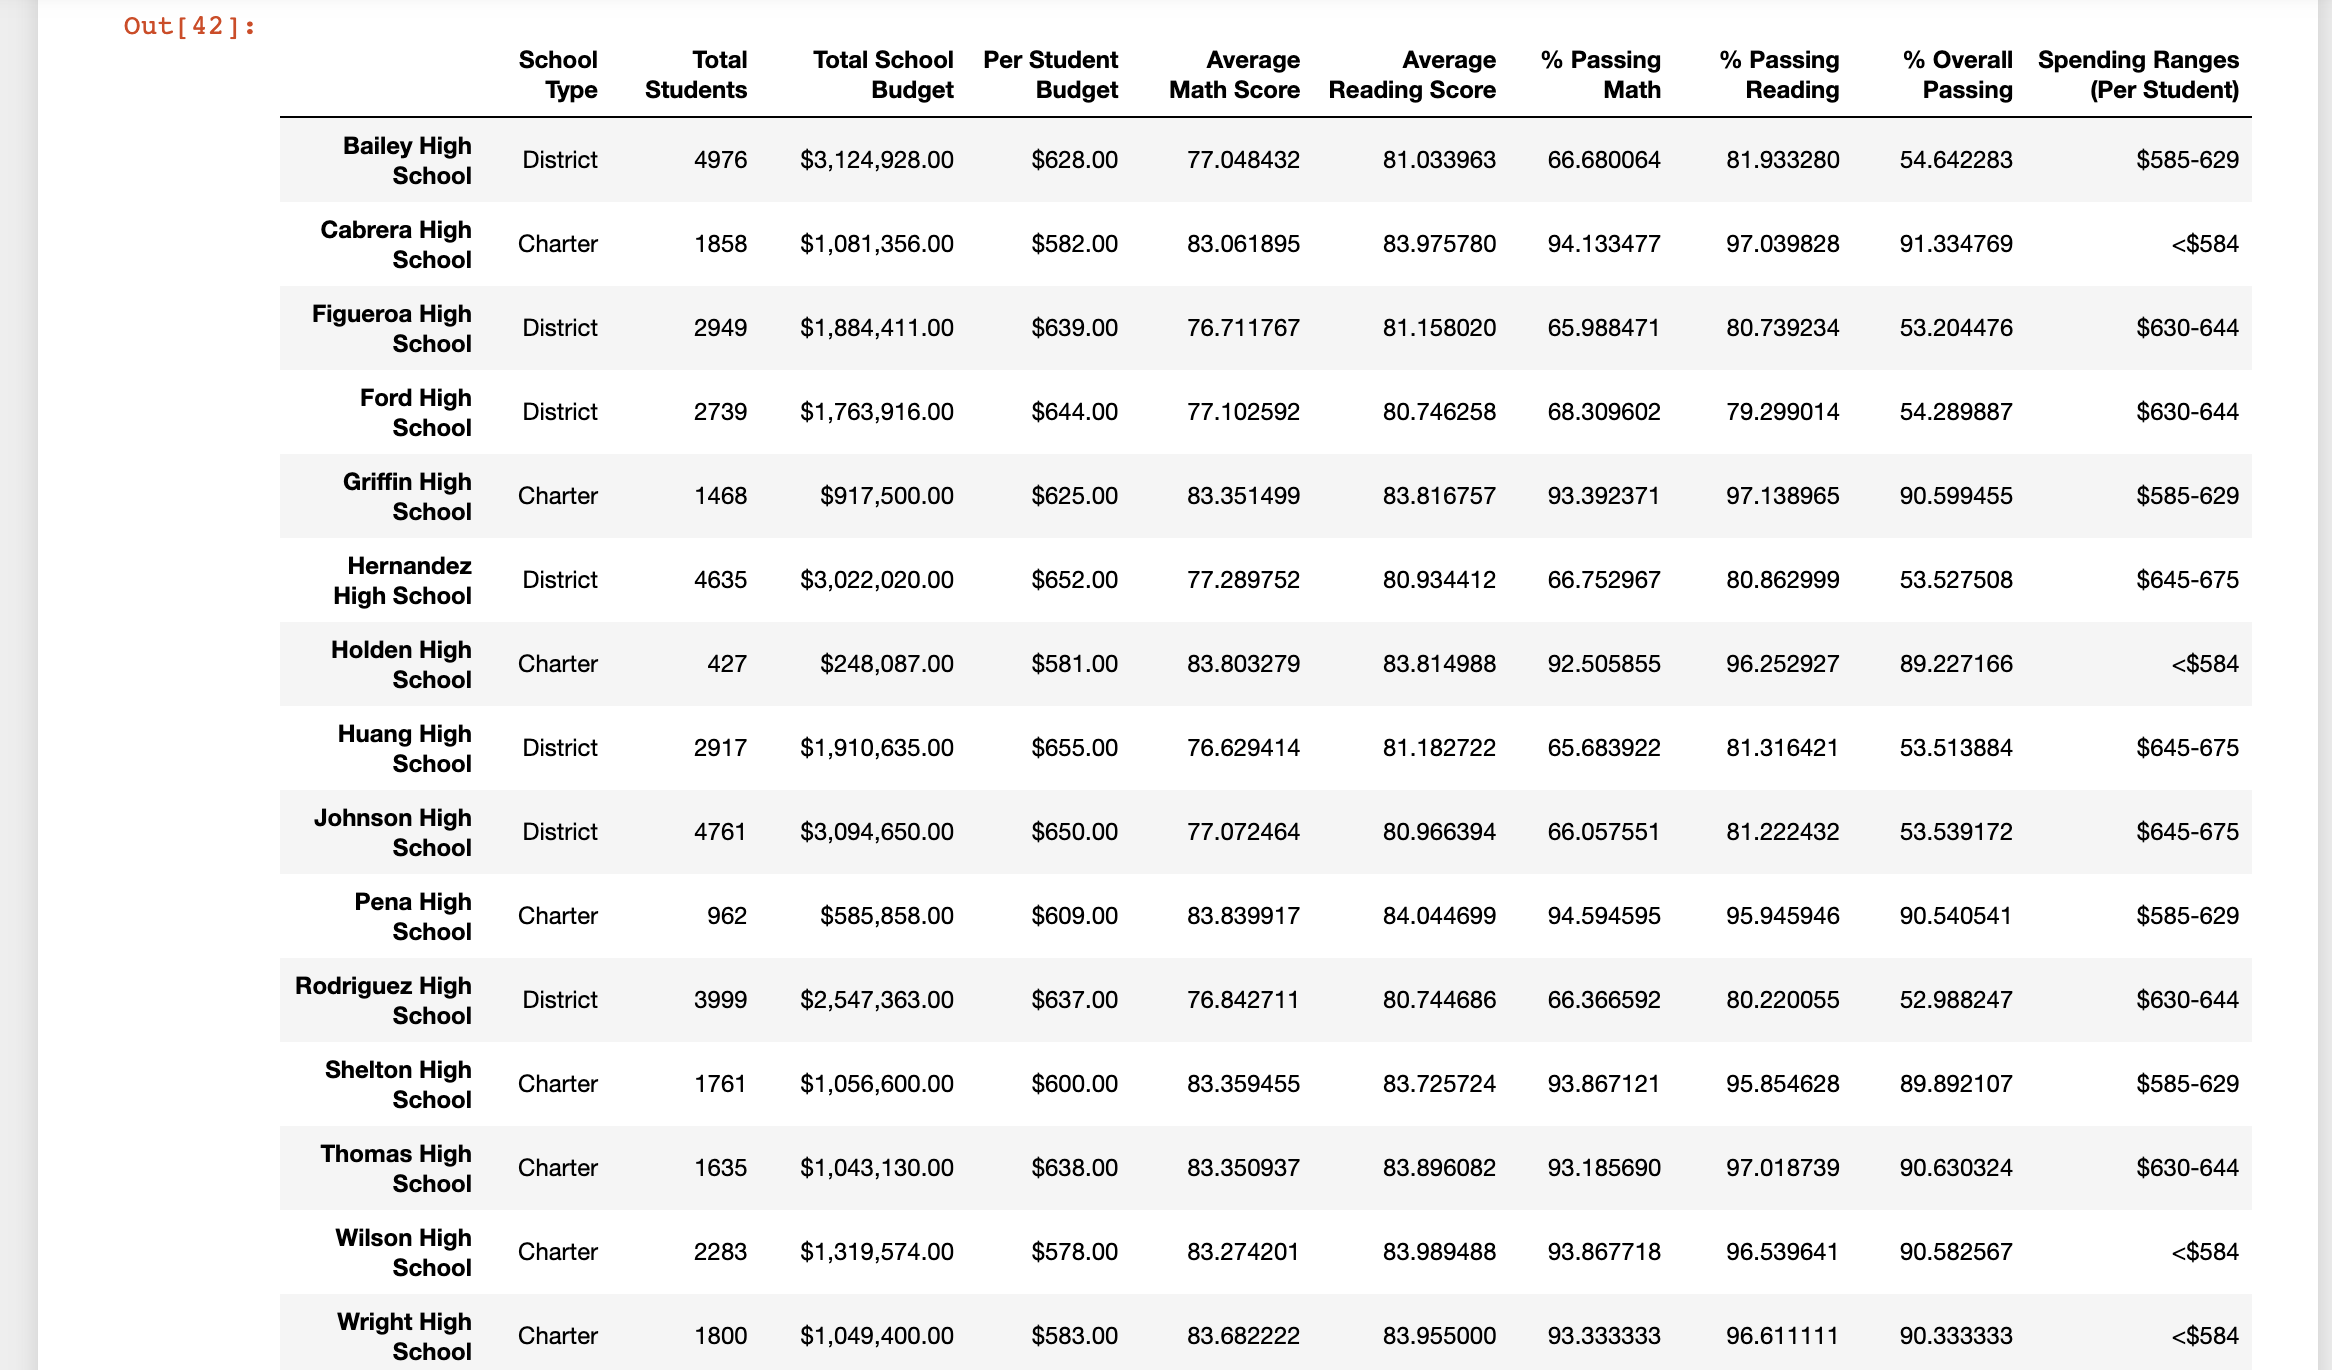 Out[42]:
School Type Total Students Total School Budget Per Student Budget Average Math Score Average Reading Score % Passing Math % Passing Reading % Overall Passing Spending Ranges (Per Student)
Bailey High School District 4976 $3,124,928.00 $628.00 77.048432 81.033963 66.680064 81.933280 54.642283 $585-629
Cabrera High School Charter 1858 $1,081,356.00 $582.00 83.061895 83.975780 94.133477 97.039828 91.334769 <$584
Figueroa High School District 2949 $1,884,411.00 $639.00 76.711767 81.158020 65.988471 80.739234 53.204476 $630-644
Ford High School District 2739 $1,763,916.00 $644.00 77.102592 80.746258 68.309602 79.299014 54.289887 $630-644
Griffin High School Charter 1468 $917,500.00 $625.00 83.351499 83.816757 93.392371 97.138965 90.599455 $585-629
Hernandez High School District 4635 $3,022,020.00 $652.00 77.289752 80.934412 66.752967 80.862999 53.527508 $645-675
Holden High School Charter 427 $248,087.00 $581.00 83.803279 83.814988 92.505855 96.252927 89.227166 <$584
Huang High School District 2917 $1,910,635.00 $655.00 76.629414 81.182722 65.683922 81.316421 53.513884 $645-675
Johnson High School District 4761 $3,094,650.00 $650.00 77.072464 80.966394 66.057551 81.222432 53.539172 $645-675
Pena High School Charter 962 $585,858.00 $609.00 83.839917 84.044699 94.594595 95.945946 90.540541 $585-629
Rodriguez High School District 3999 $2,547,363.00 $637.00 76.842711 80.744686 66.366592 80.220055 52.988247 $630-644
Shelton High School Charter 1761 $1,056,600.00 $600.00 83.359455 83.725724 93.867121 95.854628 89.892107 $585-629
Thomas High School Charter 1635 $1,043,130.00 $638.00 83.350937 83.896082 93.185690 97.018739 90.630324 $630-644
Wilson High School Charter 2283 $1,319,574.00 $578.00 83.274201 83.989488 93.867718 96.539641 90.582567 <$584
Wright High School Charter 1800 $1,049,400.00 $583.00 83.682222 83.955000 93.333333 96.611111 90.333333 <$584